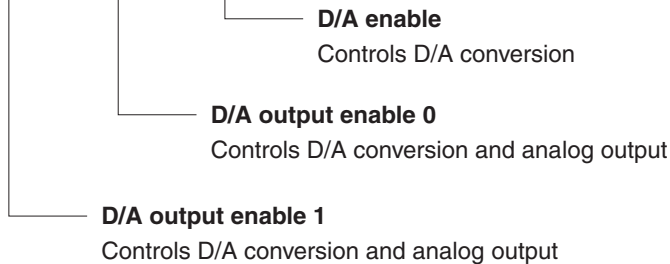 D/A enable
Controls D/A conversion
D/A output enable 0
Controls D/A conversion and analog output
D/A output enable 1
Controls D/A conversion and analog output